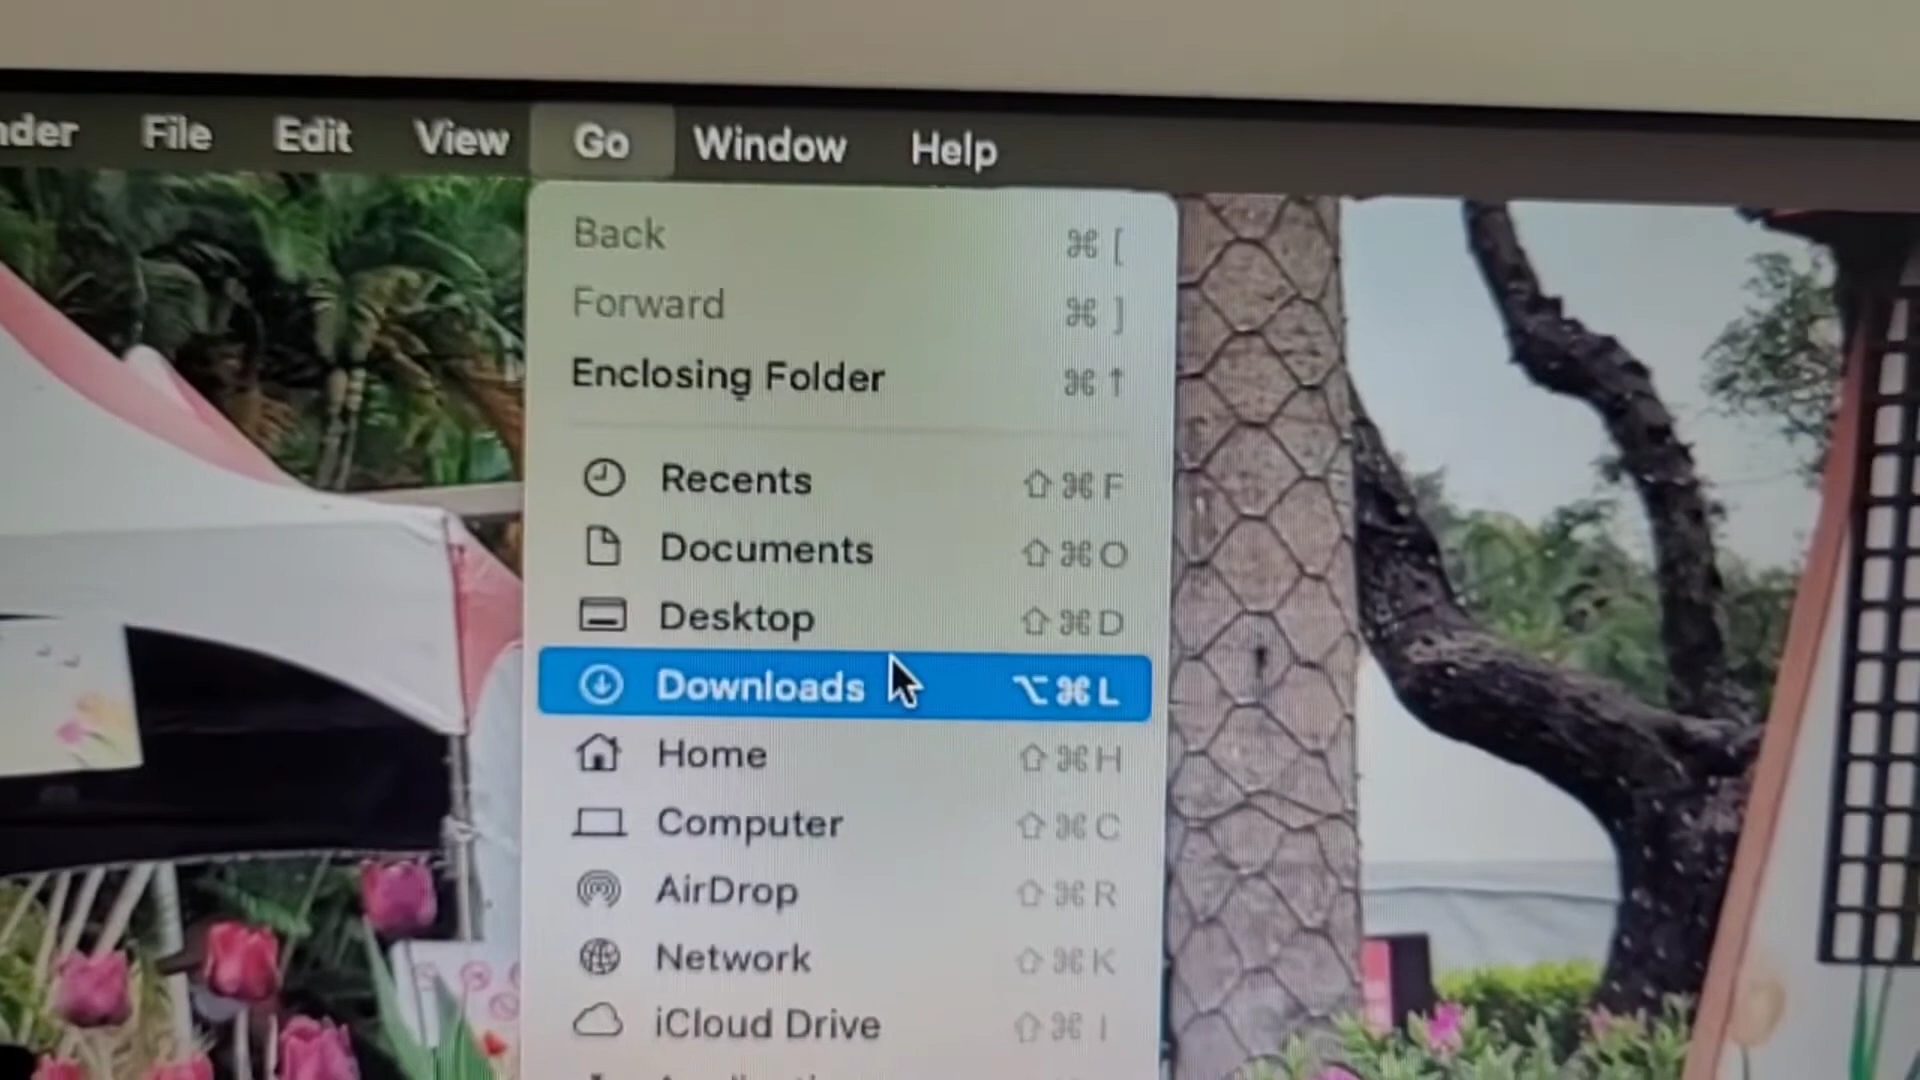 File Edit View Go Window Help
Back ⌘ [
Forward ⌘ ]
Enclosing Folder ⌘ ↑
Recents ⇧ ⌘ F
Documents ⇧ ⌘ O
Desktop ⇧ ⌘ D
Downloads ⌥ ⌘ L
Home ⇧ ⌘ H
Computer ⇧ ⌘ C
AirDrop ⇧ ⌘ R
Network ⇧ ⌘ K
iCloud Drive ⇧ ⌘ I